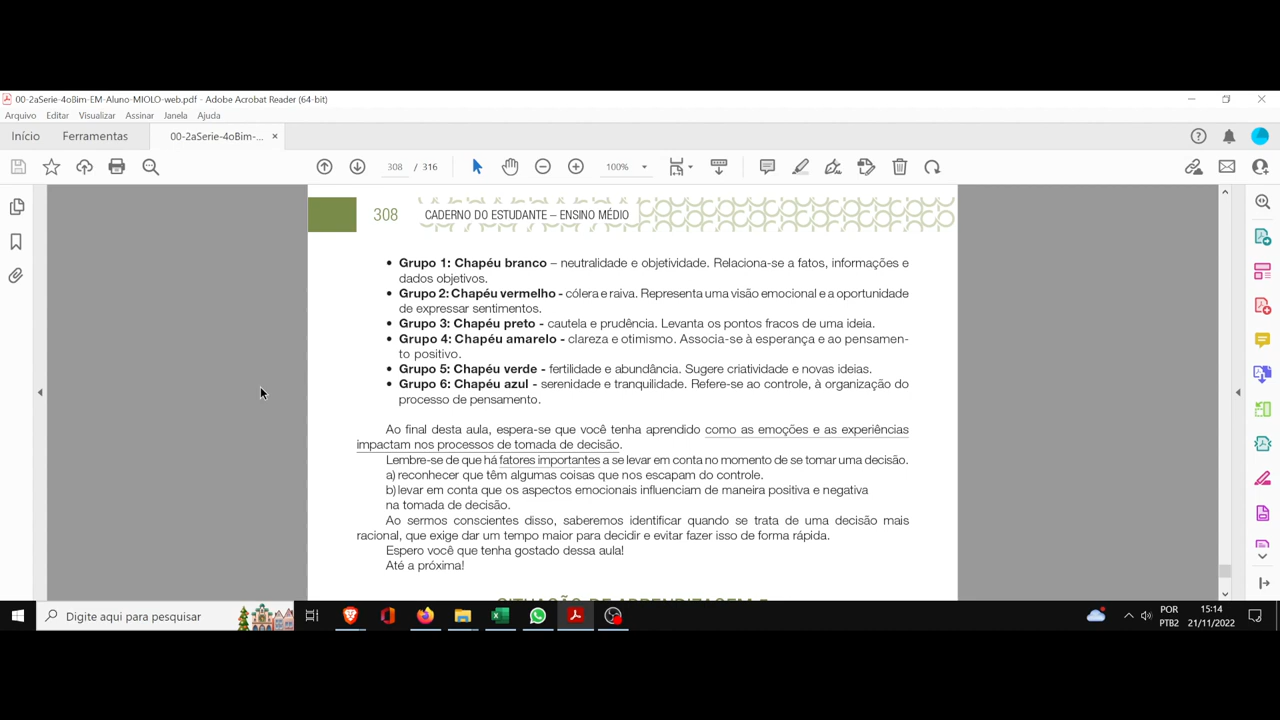 00-2aSerie-4oBim-EM-Aluno-MIOLO-web.pdf - Adobe Acrobat Reader (64-bit)
Arquivo Editar Visualizar Assinar Janela Ajuda
Início Ferramentas 00-2aSerie-4oBim-... ×
308 / 316 100%
308 CADERNO DO ESTUDANTE – ENSINO MÉDIO
• Grupo 1: Chapéu branco – neutralidade e objetividade. Relaciona-se a fatos, informações e
dados objetivos.
• Grupo 2: Chapéu vermelho - cólera e raiva. Representa uma visão emocional e a oportunidade
de expressar sentimentos.
• Grupo 3: Chapéu preto - cautela e prudência. Levanta os pontos fracos de uma ideia.
• Grupo 4: Chapéu amarelo - clareza e otimismo. Associa-se à esperança e ao pensamen-
to positivo.
• Grupo 5: Chapéu verde - fertilidade e abundância. Sugere criatividade e novas ideias.
• Grupo 6: Chapéu azul - serenidade e tranquilidade. Refere-se ao controle, à organização do
processo de pensamento.
Ao final desta aula, espera-se que você tenha aprendido como as emoções e as experiências
impactam nos processos de tomada de decisão.
Lembre-se de que há fatores importantes a se levar em conta no momento de se tomar uma decisão.
a) reconhecer que têm algumas coisas que nos escapam do controle.
b) levar em conta que os aspectos emocionais influenciam de maneira positiva e negativa
na tomada de decisão.
Ao sermos conscientes disso, saberemos identificar quando se trata de uma decisão mais
racional, que exige dar um tempo maior para decidir e evitar fazer isso de forma rápida.
Espero você que tenha gostado dessa aula!
Até a próxima!
SITUAÇÃO DE APRENDIZAGEM
Digite aqui para pesquisar
POR 15:14
PTB2 21/11/2022